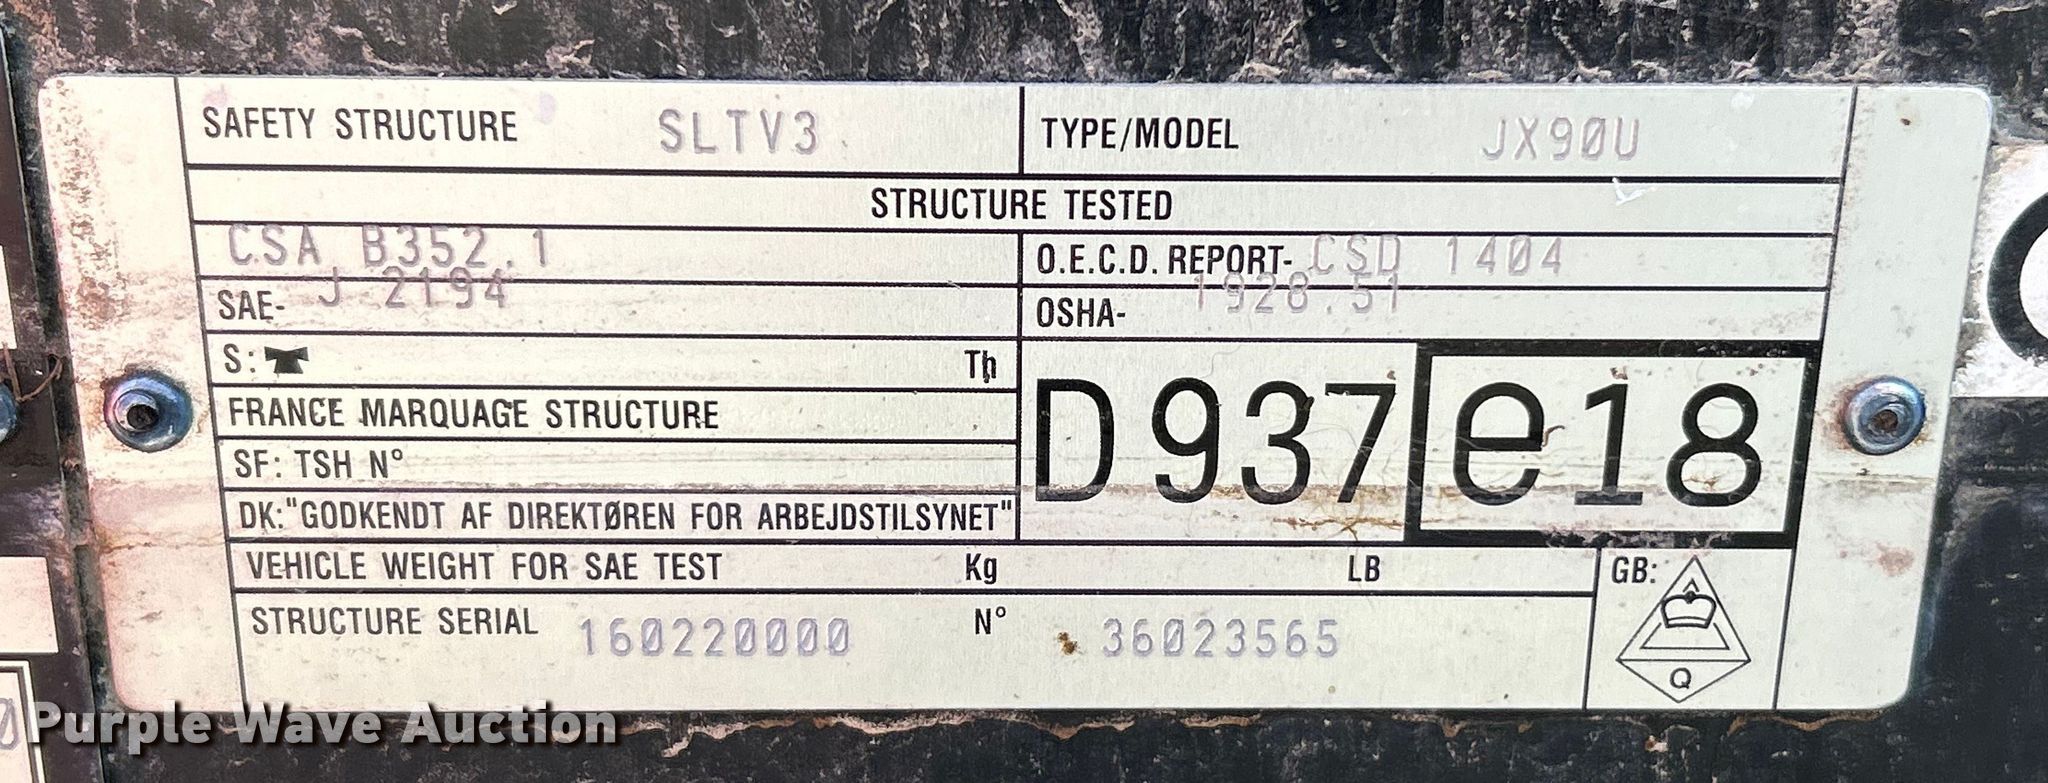 SAFETY STRUCTURE SLTV3 TYPE/MODEL JX90U
STRUCTURE TESTED
CSA B352.1 O.E.C.D. REPORT- CSD 1404
SAE- J 2194 OSHA- 1928.51
S: Th
FRANCE MARQUAGE STRUCTURE
SF: TSH N°
DK:"GODKENDT AF DIREKTØREN FOR ARBEJDSTILSYNET"
D937 e18
VEHICLE WEIGHT FOR SAE TEST Kg LB
GB:
Q
STRUCTURE SERIAL 160220000 N° 36023565
Purple Wave Auction